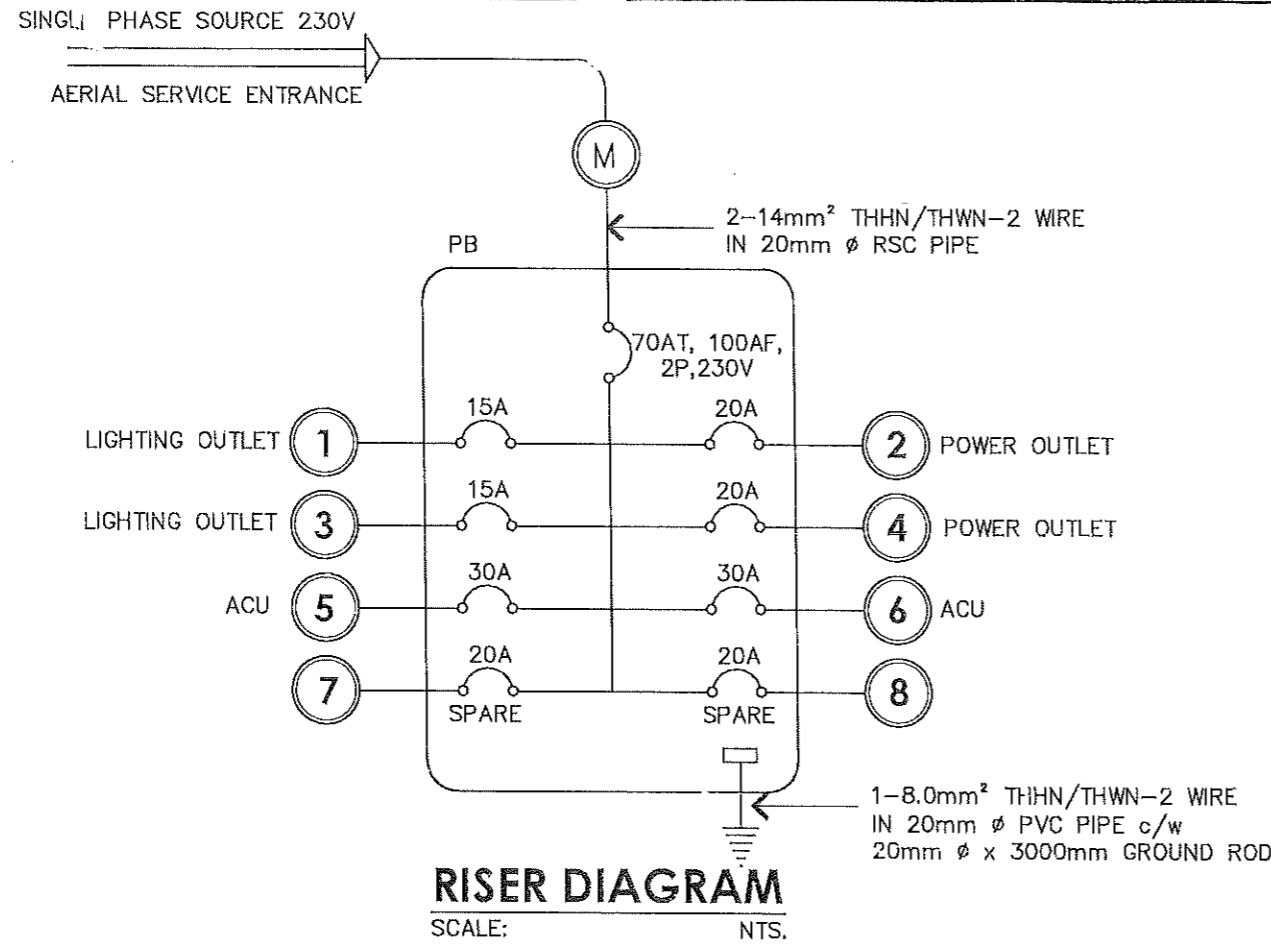 SINGL PHASE SOURCE 230V
AERIAL SERVICE ENTRANCE
M
2-14mm² THHN/THWN-2 WIRE
IN 20mm ø RSC PIPE
PB
70AT, 100AF,
2P,230V
15A
20A
LIGHTING OUTLET 1
2 POWER OUTLET
15A
20A
LIGHTING OUTLET 3
4 POWER OUTLET
30A
30A
ACU 5
6 ACU
20A
20A
7
8
SPARE
SPARE
1-8.0mm² THHN/THWN-2 WIRE
IN 20mm ø PVC PIPE c/w
20mm ø x 3000mm GROUND ROD
RISER DIAGRAM
SCALE: NTS.